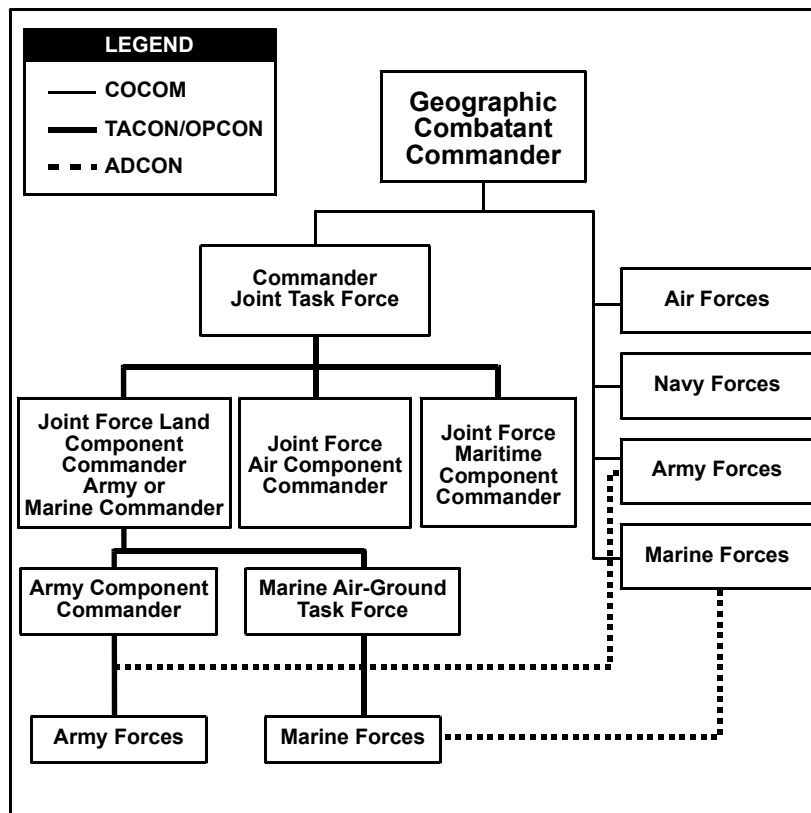 LEGEND
COCOM
TACON/OPCON
ADCON
Geographic
Combatant
Commander
Commander
Joint Task Force
Air Forces
Navy Forces
Army Forces
Marine Forces
Joint Force Land
Component
Commander
Army or
Marine Commander
Joint Force
Air Component
Commander
Joint Force
Maritime
Component
Commander
Army Component
Commander
Marine Air-Ground
Task Force
Army Forces
Marine Forces